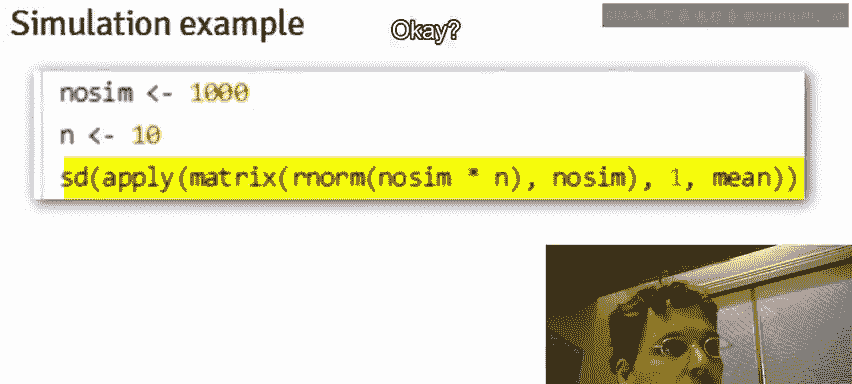 Simulation example
Okay?
nosim <- 1000
n <- 10
sd(apply(matrix(rnorm(nosim * n), nosim), 1, mean))